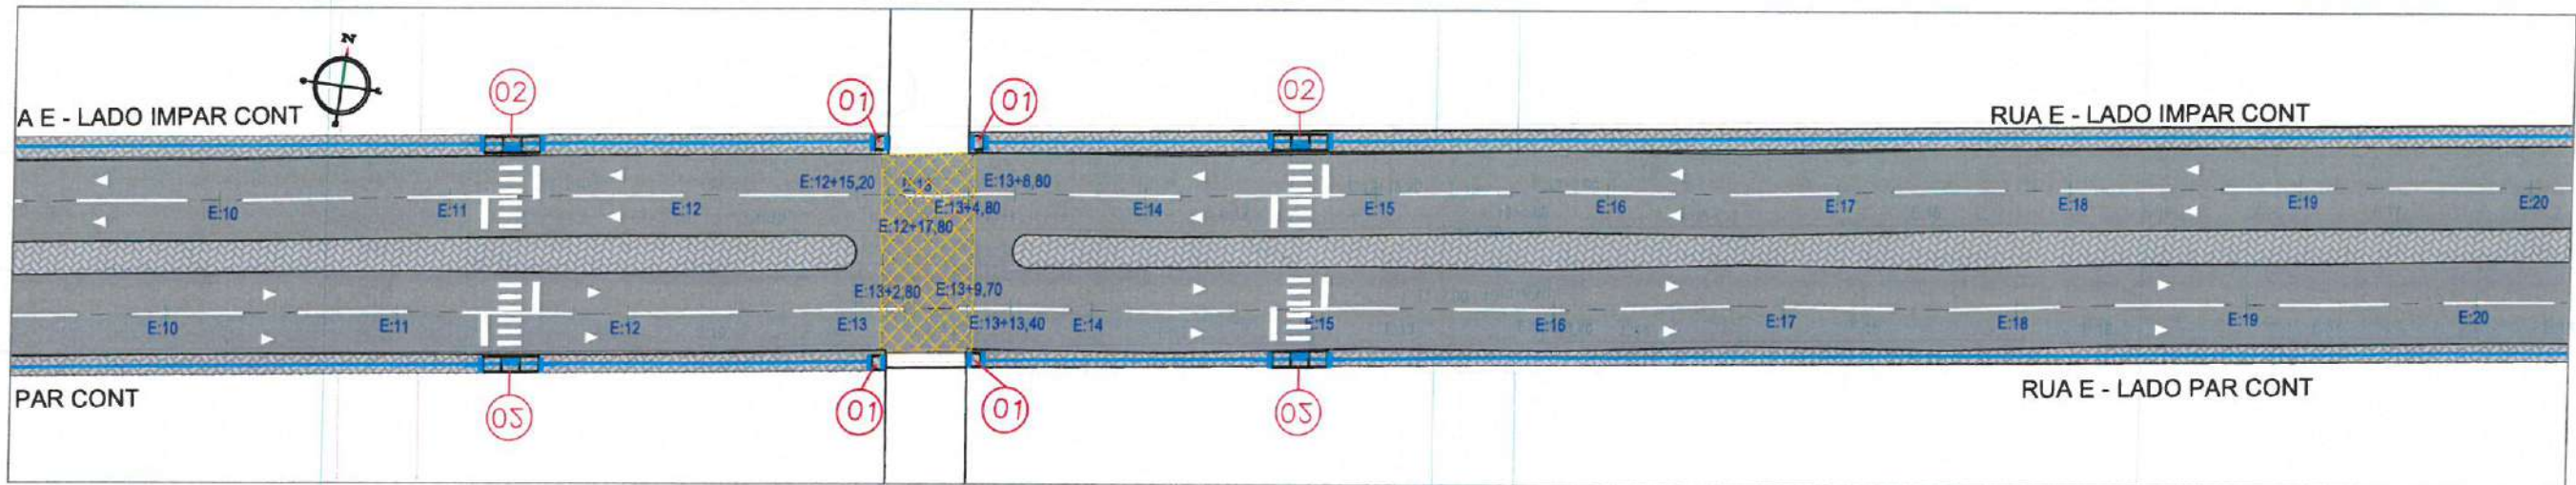 N
02
01
01
02
A E - LADO IMPAR CONT
RUA E - LADO IMPAR CONT
E:12+15,20
E:13
E:13+8,80
E:10
E:11
E:12
E:13+4,80
E:14
E:15
E:16
E:17
E:18
E:19
E:20
E:12+17,80
E:13+2,80
E:13+9,70
E:10
E:11
E:12
E:13
E:13+13,40
E:14
E:15
E:16
E:17
E:18
E:19
E:20
PAR CONT
RUA E - LADO PAR CONT
02
01
01
02